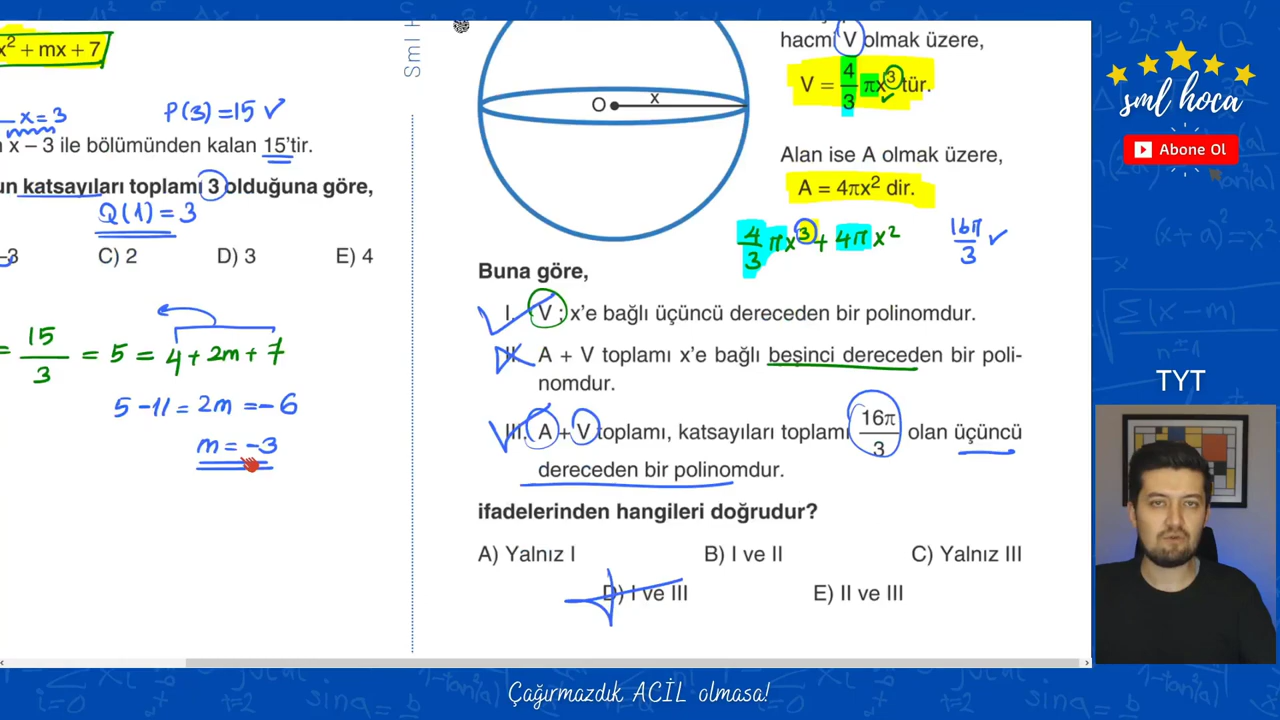 x² + mx + 7
x = 3
P(3) = 15 ✓
x – 3 ile bölümünden kalan 15'tir.
un katsayıları toplamı 3 olduğuna göre,
Q(1) = 3
–3
C) 2
D) 3
E) 4
= 15/3 = 5 = 4 + 2m + 7
5 - 11 = 2m = -6
m = -3
hacmi V olmak üzere,
V = 4/3 πx³ tür.
O x
Alan ise A olmak üzere,
A = 4πx² dir.
4/3 πx³ + 4π x²
16π/3 ✓
Buna göre,
I. V ; x'e bağlı üçüncü dereceden bir polinomdur.
II. A + V toplamı x'e bağlı beşinci dereceden bir poli-
nomdur.
III. A + V toplamı, katsayıları toplamı 16π/3 olan üçüncü
dereceden bir polinomdur.
ifadelerinden hangileri doğrudur?
A) Yalnız I
B) I ve II
C) Yalnız III
D) I ve III
E) II ve III
sml hoca
Abone Ol
TYT
Çağırmazdık ACİL olmasa!